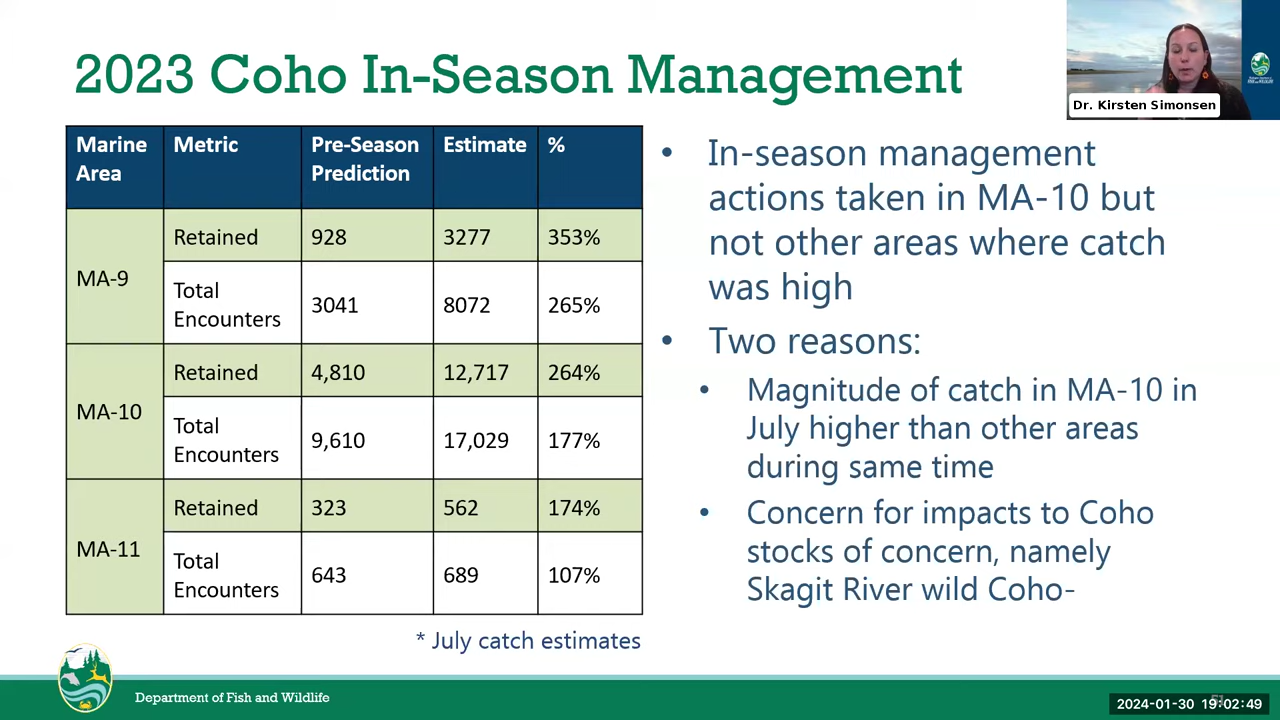 2023 Coho In-Season Management
Dr. Kirsten Simonsen
Marine Area Metric Pre-Season Prediction Estimate %
MA-9 Retained 928 3277 353%
Total Encounters 3041 8072 265%
MA-10 Retained 4,810 12,717 264%
Total Encounters 9,610 17,029 177%
MA-11 Retained 323 562 174%
Total Encounters 643 689 107%
* July catch estimates
• In-season management
actions taken in MA-10 but
not other areas where catch
was high
• Two reasons:
• Magnitude of catch in MA-10 in
July higher than other areas
during same time
• Concern for impacts to Coho
stocks of concern, namely
Skagit River wild Coho-
Department of Fish and Wildlife
2024-01-30 19:02:49